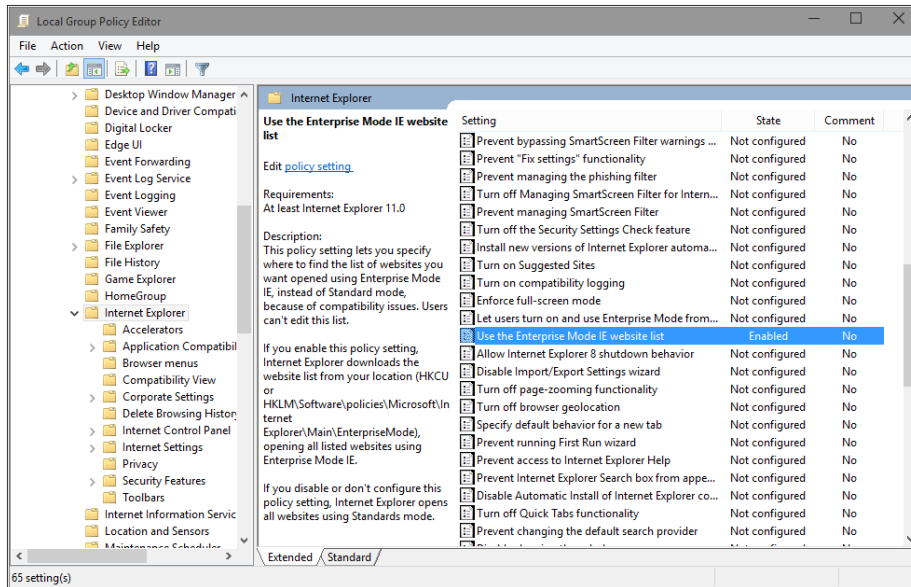 Local Group Policy Editor
File Action View Help
Desktop Window Manager
Device and Driver Compati
Digital Locker
Edge UI
Event Forwarding
Event Log Service
Event Logging
Event Viewer
Family Safety
File Explorer
File History
Game Explorer
HomeGroup
Internet Explorer
Accelerators
Application Compatibil
Browser menus
Compatibility View
Corporate Settings
Delete Browsing History
Internet Control Panel
Internet Settings
Privacy
Security Features
Toolbars
Internet Information Servic
Location and Sensors
Maintenance Scheduler
Internet Explorer
Use the Enterprise Mode IE website
list
Edit policy setting
Requirements:
At least Internet Explorer 11.0
Description:
This policy setting lets you specify
where to find the list of websites you
want opened using Enterprise Mode
IE, instead of Standard mode,
because of compatibility issues. Users
can't edit this list.
If you enable this policy setting,
Internet Explorer downloads the
website list from your location (HKCU
or
HKLM\Software\policies\Microsoft\In
ternet
Explorer\Main\EnterpriseMode),
opening all listed websites using
Enterprise Mode IE.
If you disable or don't configure this
policy setting, Internet Explorer opens
all websites using Standards mode.
Setting State Comment
Prevent bypassing SmartScreen Filter warnings ... Not configured No
Prevent "Fix settings" functionality Not configured No
Prevent managing the phishing filter Not configured No
Turn off Managing SmartScreen Filter for Intern... Not configured No
Prevent managing SmartScreen Filter Not configured No
Turn off the Security Settings Check feature Not configured No
Install new versions of Internet Explorer automa... Not configured No
Turn on Suggested Sites Not configured No
Turn on compatibility logging Not configured No
Enforce full-screen mode Not configured No
Let users turn on and use Enterprise Mode from... Not configured No
Use the Enterprise Mode IE website list Enabled No
Allow Internet Explorer 8 shutdown behavior Not configured No
Disable Import/Export Settings wizard Not configured No
Turn off page-zooming functionality Not configured No
Turn off browser geolocation Not configured No
Specify default behavior for a new tab Not configured No
Prevent running First Run wizard Not configured No
Prevent access to Internet Explorer Help Not configured No
Prevent Internet Explorer Search box from appe... Not configured No
Disable Automatic Install of Internet Explorer co... Not configured No
Turn off Quick Tabs functionality Not configured No
Prevent changing the default search provider Not configured No
Extended Standard
65 setting(s)